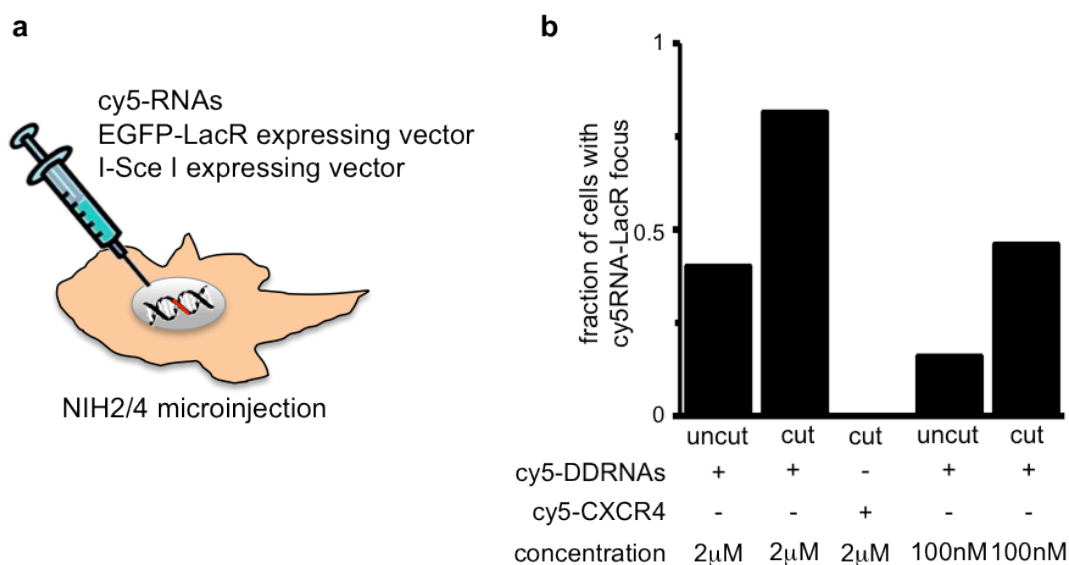 a
cy5-RNAs
EGFP-LacR expressing vector
I-Sce I expressing vector
NIH2/4 microinjection
b
fraction of cells with
cy5RNA-LacR focus
1
0.5
0
uncut cut cut uncut cut
cy5-DDRNAs + + - + +
cy5-CXCR4 - - + - -
concentration 2μM 2μM 2μM 100nM 100nM